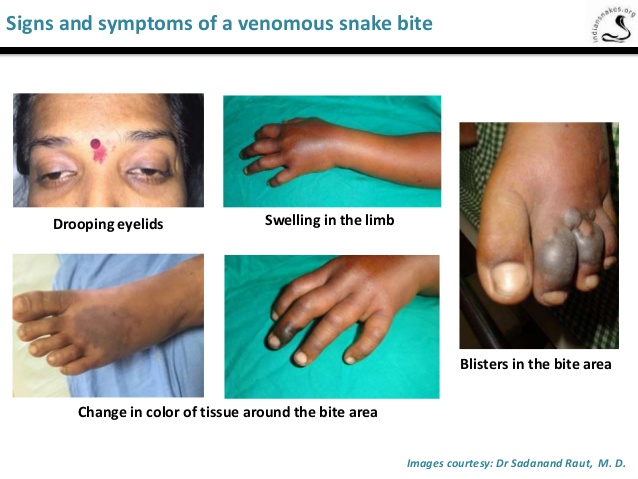 Signs and symptoms of a venomous snake bite
indiansnakes.org
Drooping eyelids
Swelling in the limb
Blisters in the bite area
Change in color of tissue around the bite area
Images courtesy: Dr Sadanand Raut, M. D.